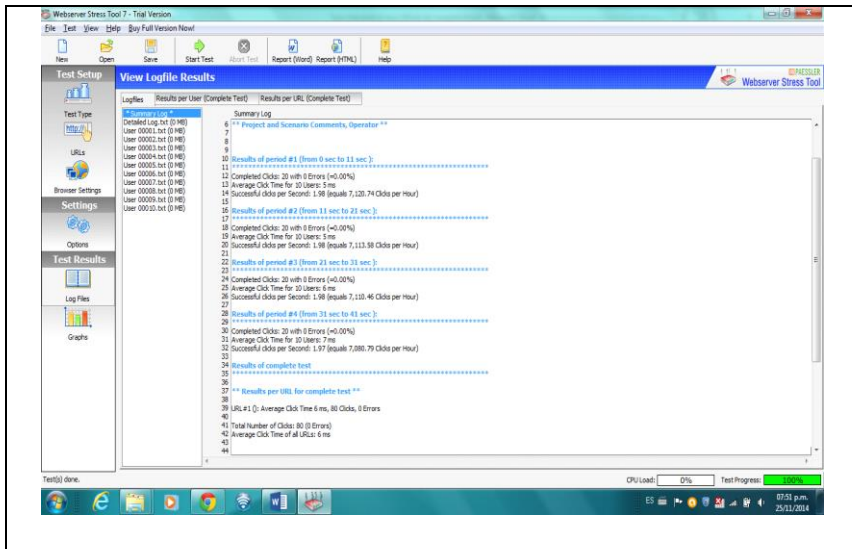 Webserver Stress Tool 7 - Trial Version
File Test View Help Buy Full Version Now!
New Open Save Start Test Abort Test Report (Word) Report (HTML) Help
Test Setup
Test Type
http://
URLs
Browser Settings
Settings
Options
Test Results
Log Files
Graphs
View Logfile Results
PAESSLER
Webserver Stress Tool
Logfiles Results per User (Complete Test) Results per URL (Complete Test)
* Summary Log *
Detailed Log.txt (0 MB)
User 00001.txt (0 MB)
User 00002.txt (0 MB)
User 00003.txt (0 MB)
User 00004.txt (0 MB)
User 00005.txt (0 MB)
User 00006.txt (0 MB)
User 00007.txt (0 MB)
User 00008.txt (0 MB)
User 00009.txt (0 MB)
User 00010.txt (0 MB)
Summary Log
6 ** Project and Scenario Comments, Operator **
7
8
9
10 Results of period #1 (from 0 sec to 11 sec ):
11 ****************************************************************
12 Completed Clicks: 20 with 0 Errors (=0.00%)
13 Average Click Time for 10 Users: 5 ms
14 Successful clicks per Second: 1.98 (equals 7,120.74 Clicks per Hour)
15
16 Results of period #2 (from 11 sec to 21 sec ):
17 ****************************************************************
18 Completed Clicks: 20 with 0 Errors (=0.00%)
19 Average Click Time for 10 Users: 5 ms
20 Successful clicks per Second: 1.98 (equals 7,113.58 Clicks per Hour)
21
22 Results of period #3 (from 21 sec to 31 sec ):
23 ****************************************************************
24 Completed Clicks: 20 with 0 Errors (=0.00%)
25 Average Click Time for 10 Users: 6 ms
26 Successful clicks per Second: 1.98 (equals 7,110.46 Clicks per Hour)
27
28 Results of period #4 (from 31 sec to 41 sec ):
29 ****************************************************************
30 Completed Clicks: 20 with 0 Errors (=0.00%)
31 Average Click Time for 10 Users: 7 ms
32 Successful clicks per Second: 1.97 (equals 7,080.79 Clicks per Hour)
33
34 Results of complete test
35 ****************************************************************
36
37 ** Results per URL for complete test **
38
39 URL#1 (): Average Click Time 6 ms, 80 Clicks, 0 Errors
40
41 Total Number of Clicks: 80 (0 Errors)
42 Average Click Time of all URLs: 6 ms
43
44
Test(s) done.
CPU Load: 0% Test Progress: 100%
ES
07:51 p.m.
25/11/2014